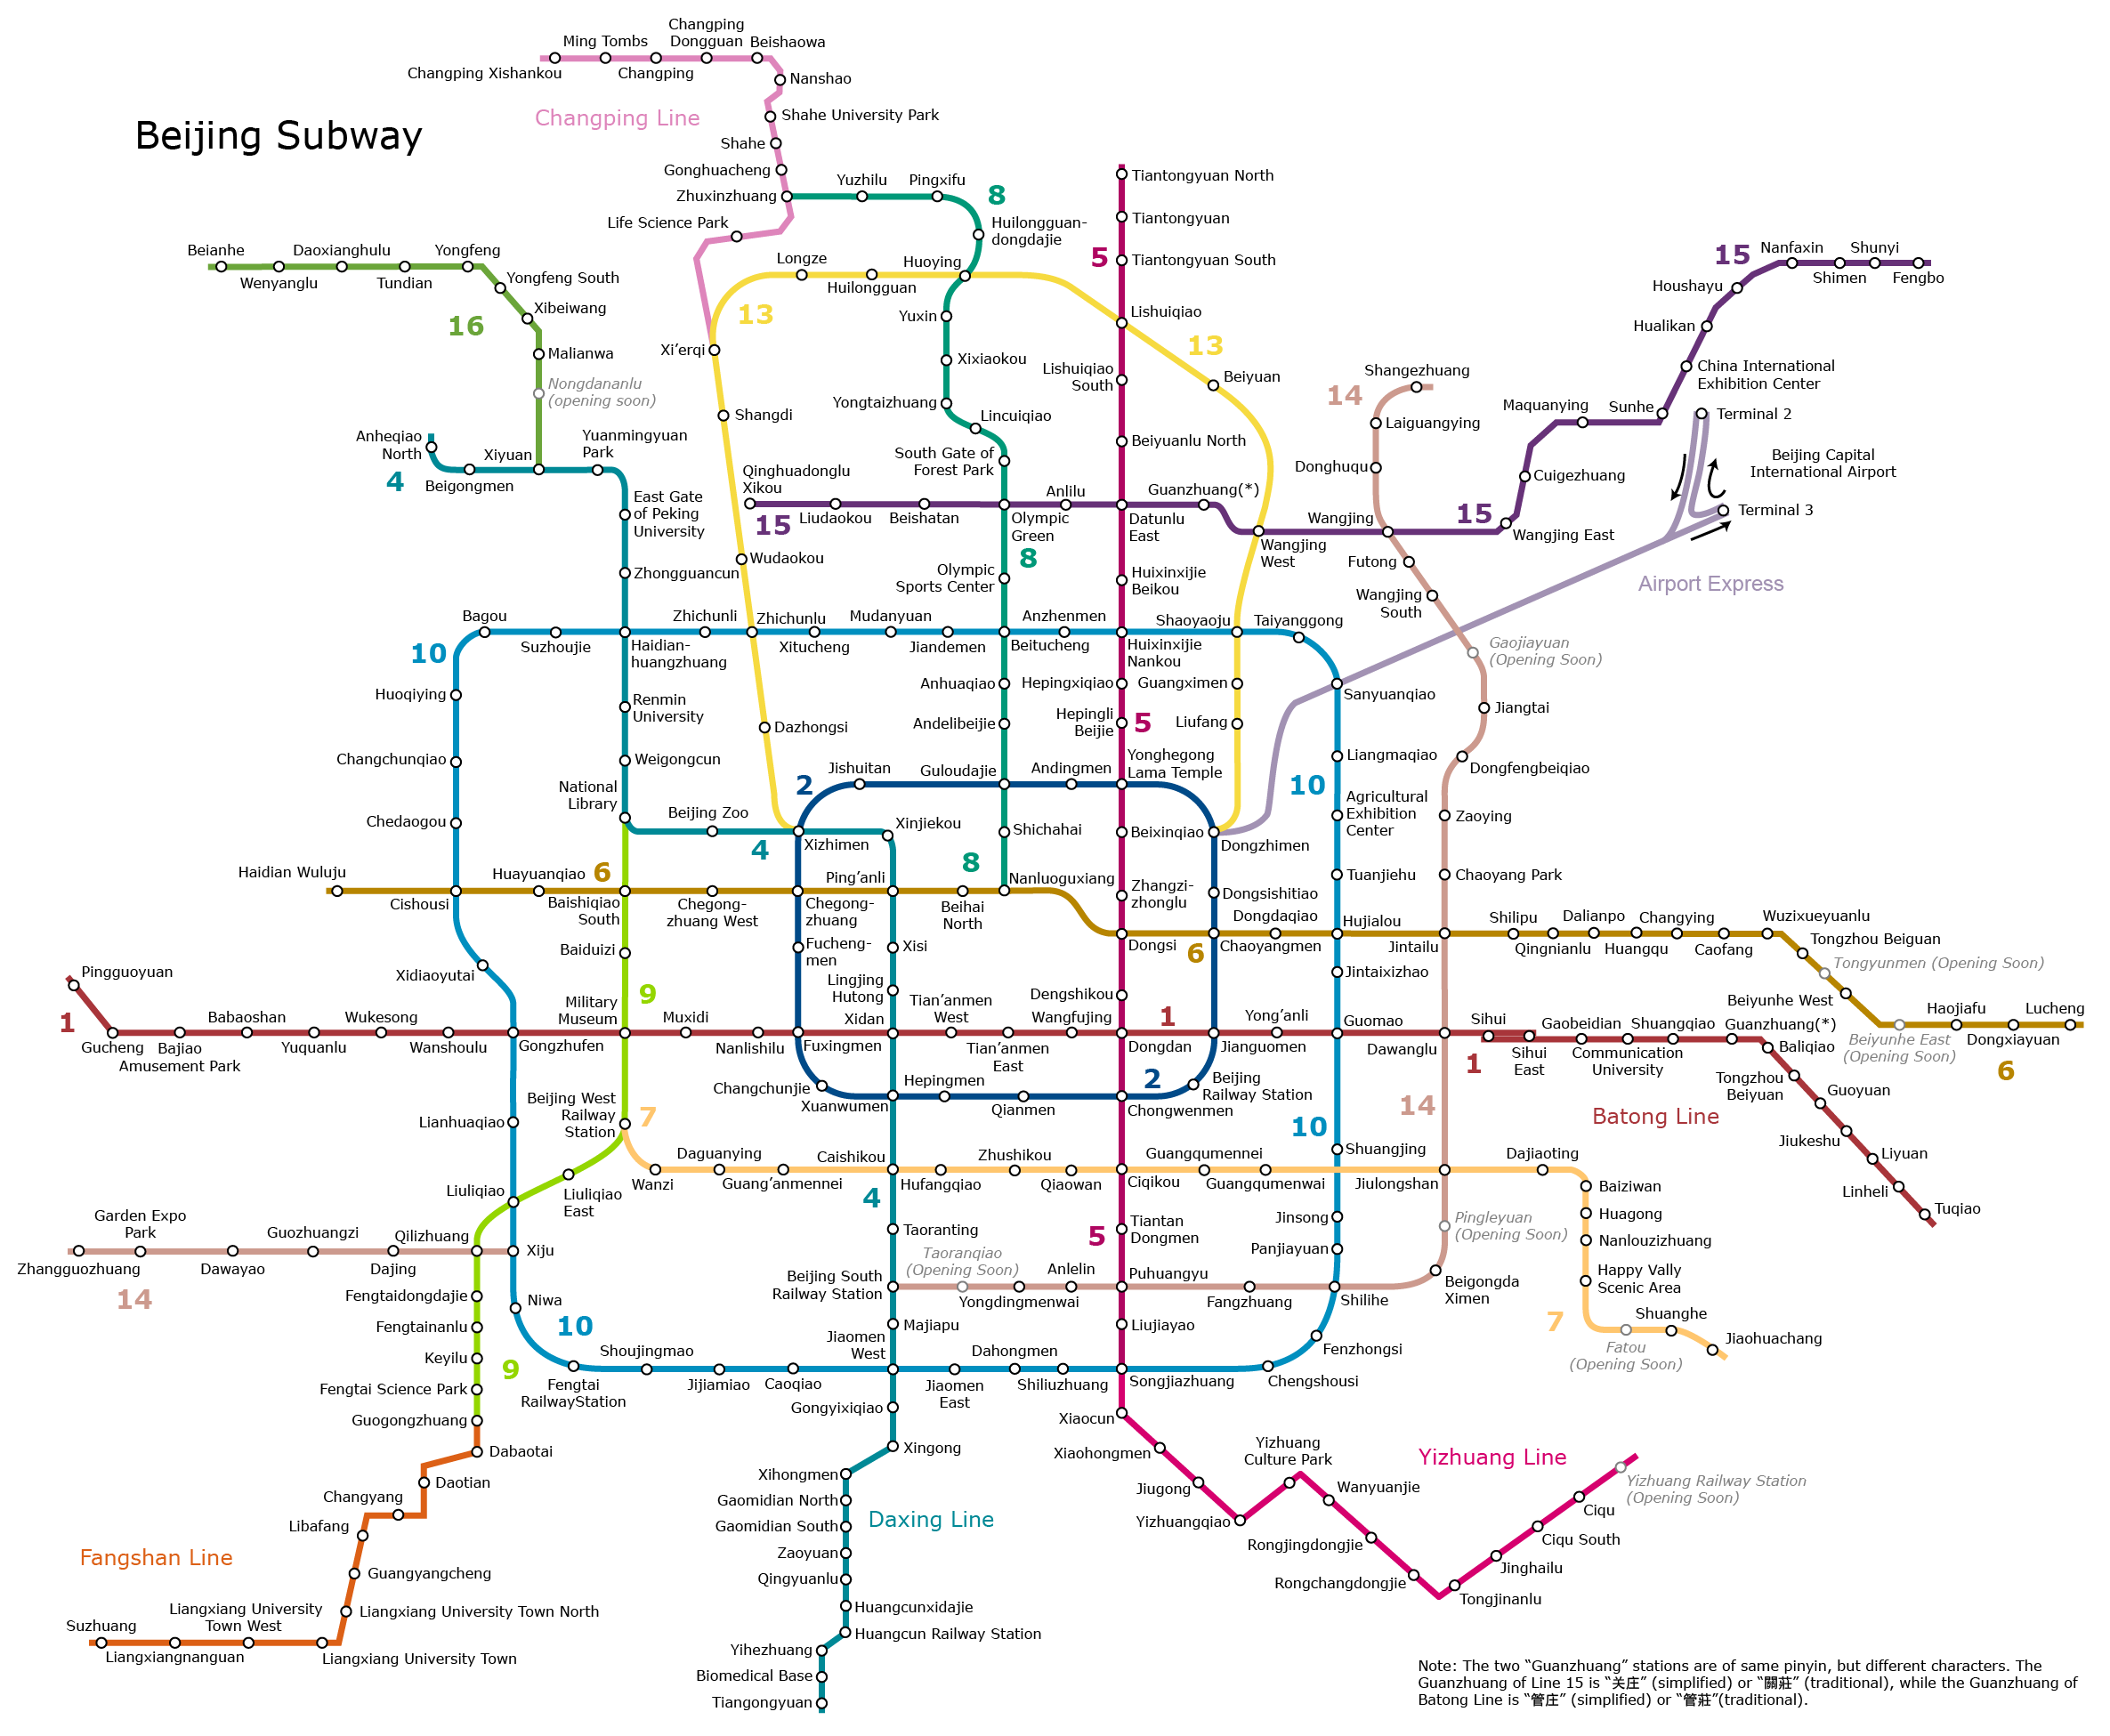 Beijing Subway
Changping Line
Changping Xishankou
Ming Tombs
Changping
Changping
Dongguan
Beishaowa
Nanshao
Shahe University Park
Shahe
Gonghuacheng
Zhuxinzhuang
Life Science Park
Yuzhilu
Pingxifu
8
Huilongguan-
dongdajie
Longze
Huilongguan
Huoying
13
Xi’erqi
Yuxin
Xixiaokou
Yongtaizhuang
Lincuiqiao
South Gate of
Forest Park
Tiantongyuan North
Tiantongyuan
5
Tiantongyuan South
Lishuiqiao
13
Lishuiqiao
South
Beiyuan
Beiyuanlu North
Beianhe
Wenyanglu
Daoxianghulu
Tundian
Yongfeng
Yongfeng South
Xibeiwang
16
Malianwa
Nongdananlu
(opening soon)
Anheqiao
North
4
Beigongmen
Xiyuan
Yuanmingyuan
Park
East Gate
of Peking
University
Zhongguancun
Shangdi
Wudaokou
Qinghuadonglu
Xikou
15
Liudaokou
Beishatan
Olympic
Green
8
Anlilu
Datunlu
East
Guanzhuang(*)
Wangjing
West
Wangjing
15
Wangjing East
Cuigezhuang
Maquanying
Sunhe
China International
Exhibition Center
Hualikan
Houshayu
15
Nanfaxin
Shimen
Shunyi
Fengbo
Shangezhuang
14
Laiguangying
Donghuqu
Futong
Wangjing
South
Gaojiayuan
(Opening Soon)
Jiangtai
Dongfengbeiqiao
Zaoying
Chaoyang Park
Terminal 2
Beijing Capital
International Airport
Terminal 3
Airport Express
Olympic
Sports Center
Huixinxijie
Beikou
Bagou
Suzhoujie
10
Haidian-
huangzhuang
Zhichunli
Zhichunlu
Xitucheng
Mudanyuan
Jiandemen
Beitucheng
Anzhenmen
Huixinxijie
Nankou
Shaoyaoju
Taiyanggong
Sanyuanqiao
Huoqiying
Changchunqiao
Chedaogou
Renmin
University
Weigongcun
National
Library
Dazhongsi
Anhuaqiao
Andelibeijie
Hepingxiqiao
Hepingli
Beijie
5
Guangximen
Liufang
Liangmaqiao
10
Agricultural
Exhibition
Center
Tuanjiehu
2
Jishuitan
Guloudajie
Andingmen
Yonghegong
Lama Temple
Beijing Zoo
4
Xizhimen
Xinjiekou
Shichahai
8
Beixinqiao
Dongzhimen
Haidian Wuluju
Cishousi
Huayuanqiao
6
Baishiqiao
South
Chegong-
zhuang West
Chegong-
zhuang
Ping’anli
Beihai
North
Nanluoguxiang
Zhangzi-
zhonglu
Dongsishitiao
Dongsi
6
Chaoyangmen
Dongdaqiao
Hujialou
Jintailu
Shilipu
Qingnianlu
Dalianpo
Huangqu
Changying
Caofang
Wuzixueyuanlu
Tongzhou Beiguan
Tongyunmen (Opening Soon)
Beiyunhe West
Beiyunhe East
(Opening Soon)
Haojiafu
Dongxiayuan
Lucheng
6
Xidiaoyutai
Baiduizi
9
Fucheng-
men
Xisi
Lingjing
Hutong
Dengshikou
Jintaixizhao
Pingguoyuan
1
Gucheng
Bajiao
Amusement Park
Babaoshan
Yuquanlu
Wukesong
Wanshoulu
Gongzhufen
Military
Museum
Muxidi
Nanlishilu
Fuxingmen
Xidan
Tian’anmen
West
Tian’anmen
East
Wangfujing
Dongdan
1
Jianguomen
Yong’anli
Guomao
Dawanglu
Sihui
1
Sihui
East
Gaobeidian
Communication
University
Shuangqiao
Guanzhuang(*)
Baliqiao
Tongzhou
Beiyuan
Guoyuan
Jiukeshu
Liyuan
Linheli
Tuqiao
Batong Line
Changchunjie
Xuanwumen
Hepingmen
Qianmen
2
Chongwenmen
Beijing
Railway Station
Lianhuaqiao
Beijing West
Railway
Station
7
Wanzi
Daguanying
Guang’anmennei
Caishikou
4
Hufangqiao
Zhushikou
Qiaowan
Ciqikou
Guangqumennei
Guangqumenwai
10
Shuangjing
14
Jiulongshan
Dajiaoting
Baiziwan
Huagong
Nanlouzizhuang
Happy Vally
Scenic Area
7
Fatou
(Opening Soon)
Shuanghe
Jiaohuachang
Liuliqiao
Liuliqiao
East
Garden Expo
Park
Zhangguozhuang
14
Dawayao
Guozhuangzi
Dajing
Qilizhuang
Xiju
Taoranting
Taoranqiao
(Opening Soon)
Beijing South
Railway Station
Yongdingmenwai
Anlelin
5
Tiantan
Dongmen
Puhuangyu
Fangzhuang
Jinsong
Panjiayuan
Shilihe
Pingleyuan
(Opening Soon)
Beigongda
Ximen
Fengtaidongdajie
Fengtainanlu
Keyilu
9
Fengtai Science Park
Guogongzhuang
Niwa
10
Fengtai
RailwayStation
Shoujingmao
Jijiamiao
Caoqiao
Majiapu
Jiaomen
West
Jiaomen
East
Dahongmen
Shiliuzhuang
Liujiayao
Songjiazhuang
Chengshousi
Fenzhongsi
Dabaotai
Daotian
Changyang
Libafang
Guangyangcheng
Fangshan Line
Liangxiang University Town North
Liangxiang University
Town West
Suzhuang
Liangxiangnanguan
Liangxiang University Town
Gongyixiqiao
Xingong
Xihongmen
Gaomidian North
Gaomidian South
Daxing Line
Zaoyuan
Qingyuanlu
Huangcunxidajie
Huangcun Railway Station
Yihezhuang
Biomedical Base
Tiangongyuan
Xiaocun
Xiaohongmen
Jiugong
Yizhuangqiao
Yizhuang
Culture Park
Wanyuanjie
Rongjingdongjie
Rongchangdongjie
Yizhuang Line
Tongjinanlu
Jinghailu
Ciqu South
Ciqu
Yizhuang Railway Station
(Opening Soon)
Note: The two “Guanzhuang” stations are of same pinyin, but different characters. The
Guanzhuang of Line 15 is “关庄” (simplified) or “關莊” (traditional), while the Guanzhuang of
Batong Line is “管庄” (simplified) or “管莊”(traditional).